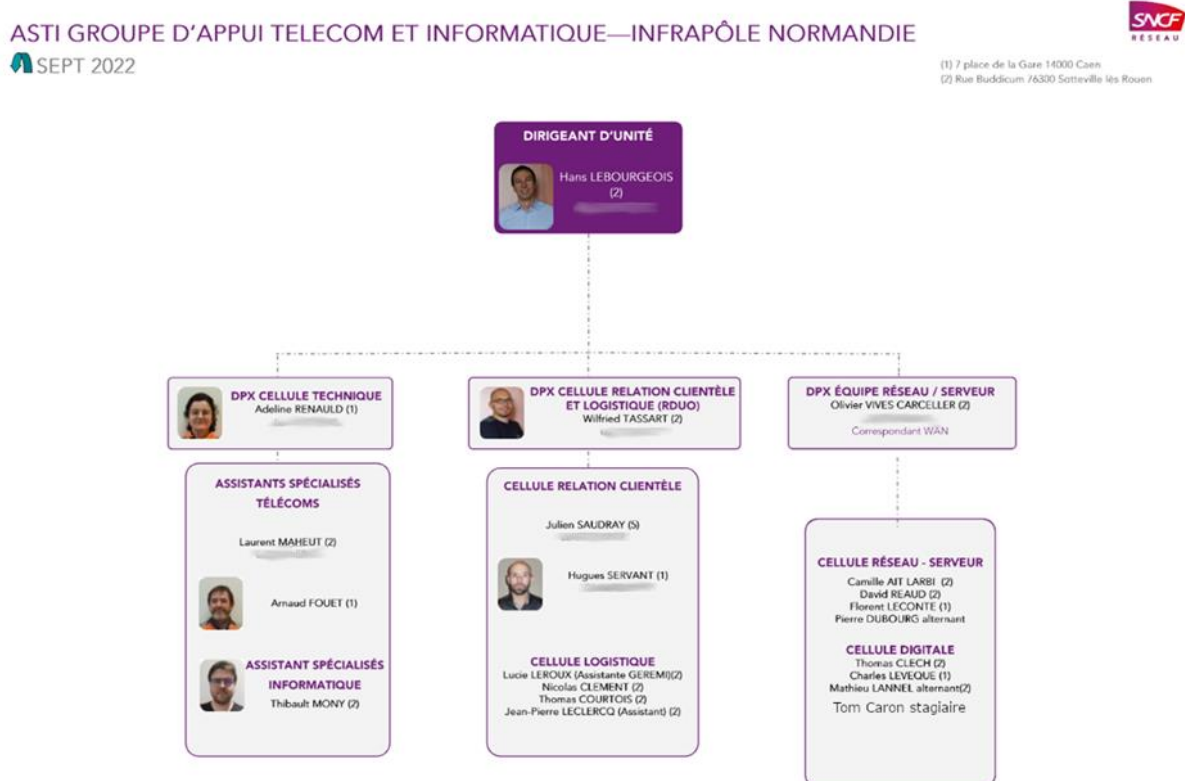 ASTI GROUPE D'APPUI TELECOM ET INFORMATIQUE—INFRAPÔLE NORMANDIE
SNCF
RÉSEAU
SEPT 2022
(1) 7 place de la Gare 14000 Caen
(2) Rue Buddicum 76300 Sotteville lès Rouen
DIRIGEANT D'UNITÉ
Hans LEBOURGEOIS
(2)
DPX CELLULE TECHNIQUE
Adeline RENAULD (1)
DPX CELLULE RELATION CLIENTÈLE
ET LOGISTIQUE (RDUO)
Wilfried TASSART (2)
DPX ÉQUIPE RÉSEAU / SERVEUR
Olivier VIVES CARCELLER (2)
Correspondant WAN
ASSISTANTS SPÉCIALISÉS
TÉLÉCOMS
Laurent MAHEUT (2)
Arnaud FOUET (1)
ASSISTANT SPÉCIALISÉS
INFORMATIQUE
Thibault MONY (2)
CELLULE RELATION CLIENTÈLE
Julien SAUDRAY (5)
Hugues SERVANT (1)
CELLULE LOGISTIQUE
Lucie LEROUX (Assistante GEREMI)(2)
Nicolas CLEMENT (2)
Thomas COURTOIS (2)
Jean-Pierre LECLERCQ (Assistant) (2)
CELLULE RÉSEAU - SERVEUR
Camille AIT LARBI (2)
David REAUD (2)
Florent LECONTE (1)
Pierre DUBOURG alternant
CELLULE DIGITALE
Thomas CLECH (2)
Charles LEVEQUE (1)
Mathieu LANNEL alternant(2)
Tom Caron stagiaire